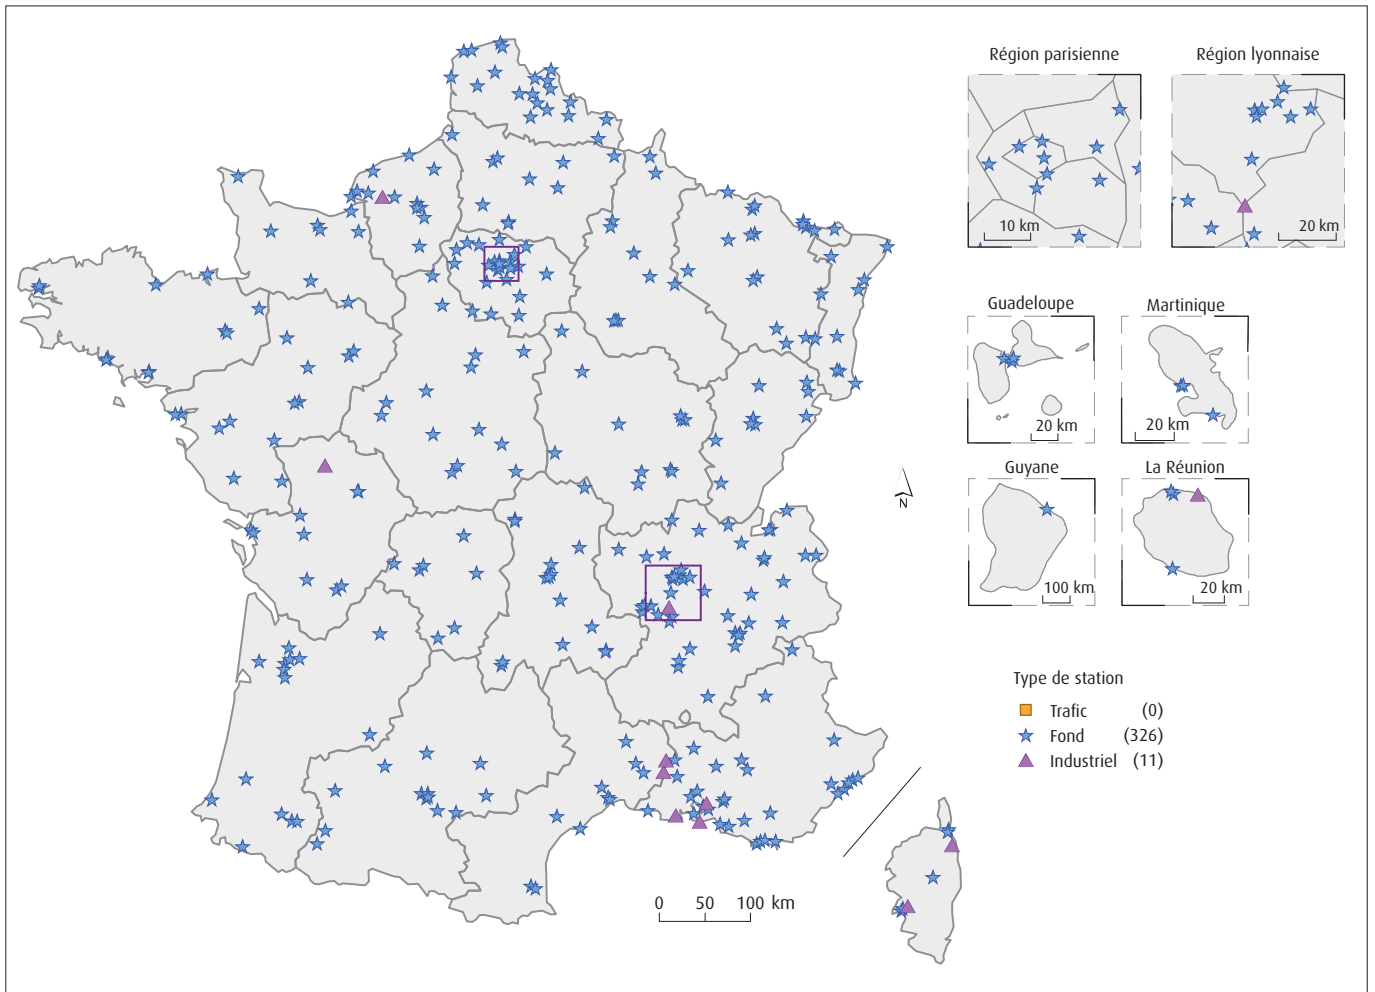 Région parisienne
Région lyonnaise
10 km
20 km
Guadeloupe
Martinique
20 km
20 km
Guyane
La Réunion
100 km
20 km
N
Type de station
Trafic (0)
Fond (326)
Industriel (11)
0 50 100 km